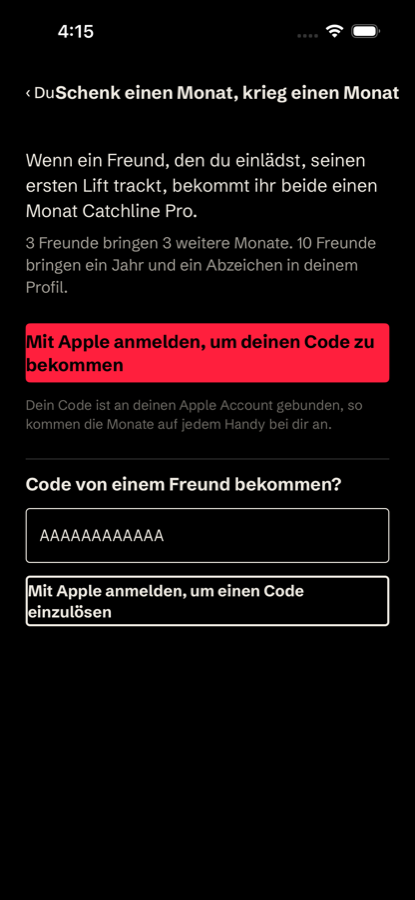 4:15
‹ Du Schenk einen Monat, krieg einen Monat
Wenn ein Freund, den du einlädst, seinen
ersten Lift trackt, bekommt ihr beide einen
Monat Catchline Pro.
3 Freunde bringen 3 weitere Monate. 10 Freunde
bringen ein Jahr und ein Abzeichen in deinem
Profil.
Mit Apple anmelden, um deinen Code zu
bekommen
Dein Code ist an deinen Apple Account gebunden, so
kommen die Monate auf jedem Handy bei dir an.
Code von einem Freund bekommen?
AAAAAAAAAAAA
Mit Apple anmelden, um einen Code
einzulösen